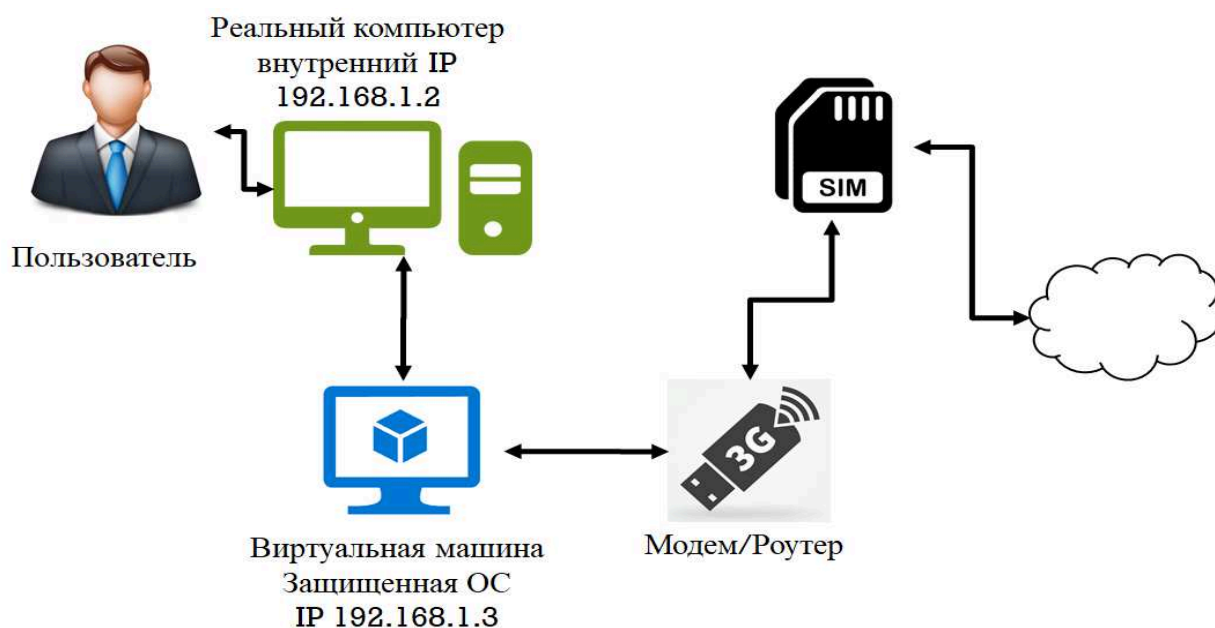 Реальный компьютер
внутренний IP
192.168.1.2
Пользователь
SIM
3G
Виртуальная машина
Защищенная ОС
IP 192.168.1.3
Модем/Роутер